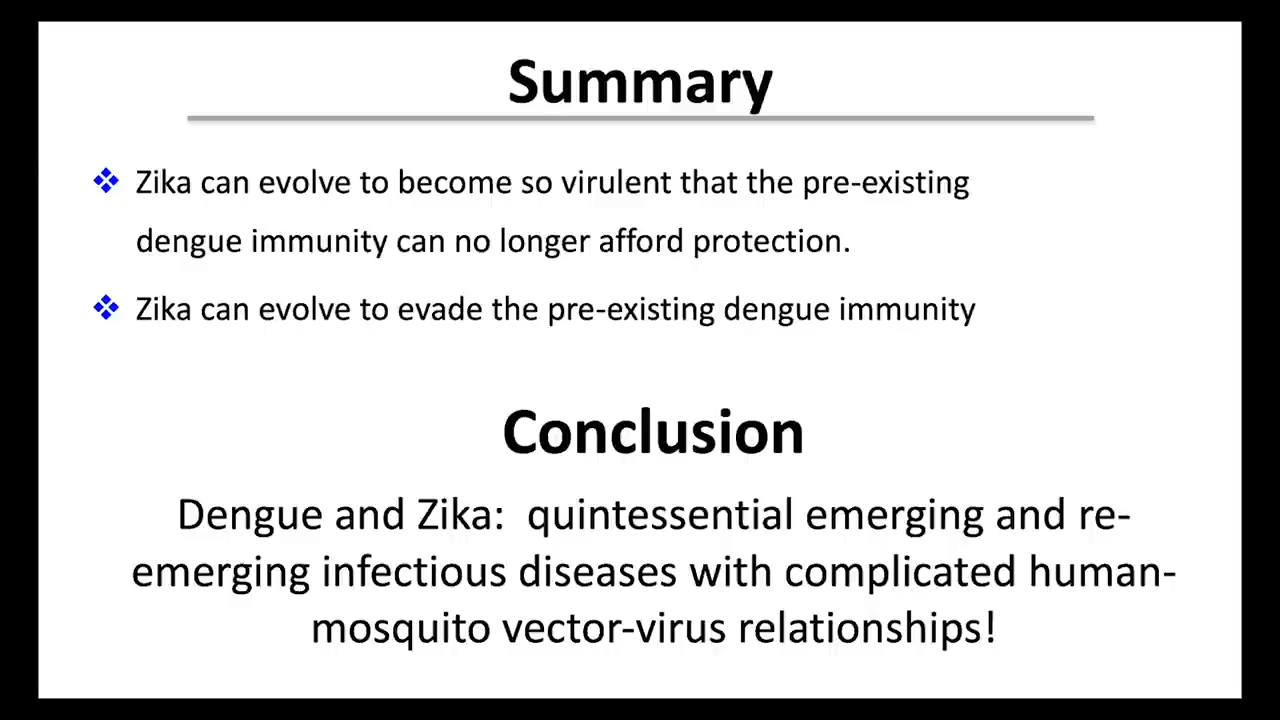 Summary
Zika can evolve to become so virulent that the pre-existing
dengue immunity can no longer afford protection.
Zika can evolve to evade the pre-existing dengue immunity
Conclusion
Dengue and Zika: quintessential emerging and re-
emerging infectious diseases with complicated human-
mosquito vector-virus relationships!